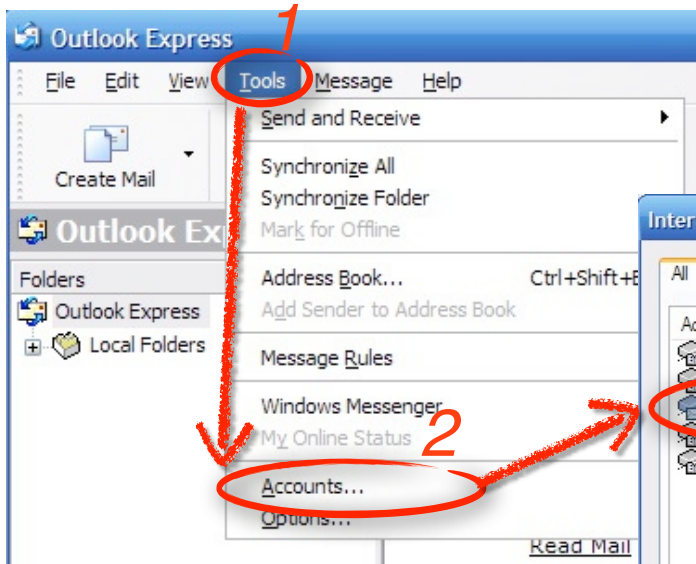 1
Outlook Express
File Edit View Tools Message Help
Create Mail
Send and Receive
Synchronize All
Synchronize Folder
Mark for Offline
Outlook Ex
Inter
All
Folders
Address Book... Ctrl+Shift+B
Outlook Express
Add Sender to Address Book
Local Folders
Message Rules
Windows Messenger
My Online Status
2
Accounts...
Options...
Read Mail